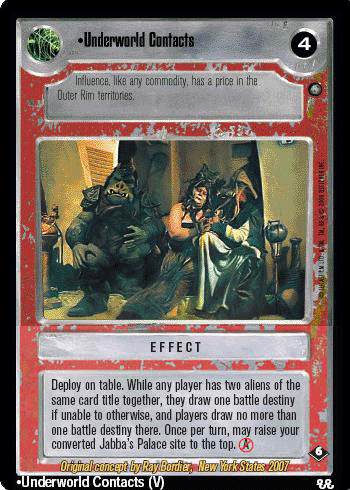 •Underworld Contacts
4
Influence, like any commodity, has a price in the
Outer Rim territories.
EFFECT
Deploy on table. While any player has two aliens of
the same card title together, they draw one battle destiny
if unable to otherwise, and players draw no more than
one battle destiny there. Once per turn, may raise your
converted Jabba's Palace site to the top. A
6
Original concept by Ray Bordier, New York States 2007
•Underworld Contacts (V)